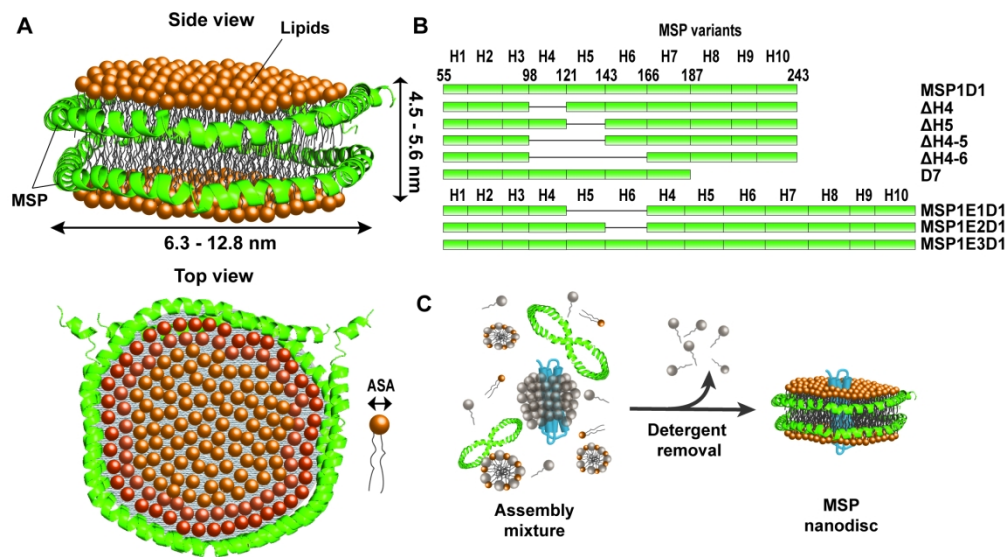 A
Side view
Lipids
MSP
4.5 - 5.6 nm
6.3 - 12.8 nm
Top view
ASA
B
MSP variants
H1 H2 H3 H4 H5 H6 H7 H8 H9 H10
55 98 121 143 166 187 243
MSP1D1
ΔH4
ΔH5
ΔH4-5
ΔH4-6
D7
H1 H2 H3 H4 H5 H6 H4 H5 H6 H7 H8 H9 H10
MSP1E1D1
MSP1E2D1
MSP1E3D1
C
Detergent
removal
Assembly
mixture
MSP
nanodisc